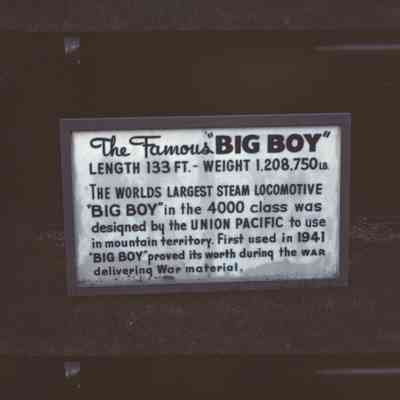 The Famous "BIG BOY"
LENGTH 133 FT. - WEIGHT 1,208,750 LB
THE WORLDS LARGEST STEAM LOCOMOTIVE
"BIG BOY" in the 4000 class was
designed by the UNION PACIFIC to use
in mountain territory. First used in 1941
"BIG BOY" proved its worth during the WAR
delivering War material.